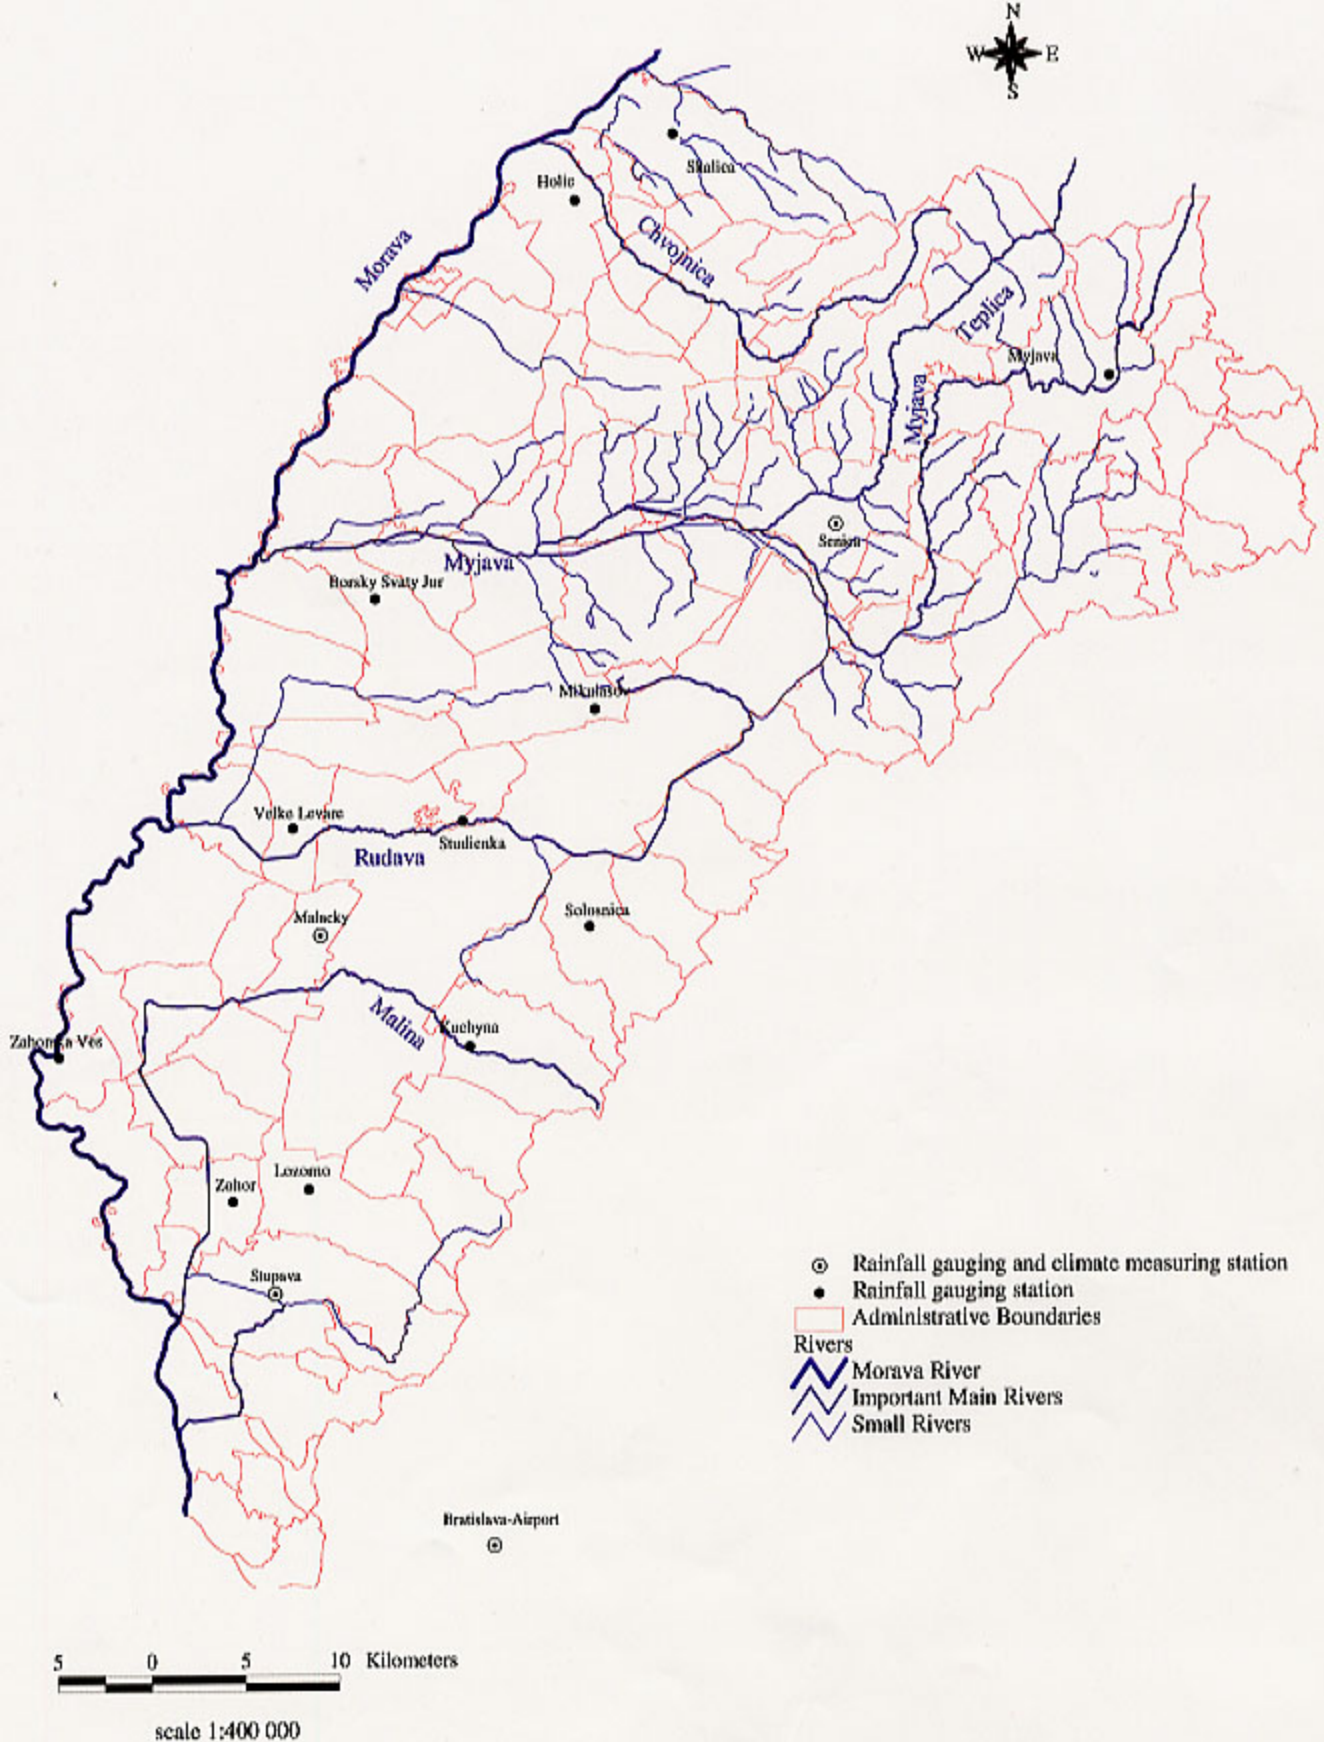 N
W E
S
Skalica
Holic
Chvojnica
Morava
Teplica
Myjava
Myjava
Senica
Myjava
Borsky Svaty Jur
Mikulasov
Velke Levare
Studienka
Rudava
Malacky
Solosnica
Malina
Kuchyna
Zahorska Ves
Lozorno
Zohor
Stupava
Rainfall gauging and climate measuring station
Rainfall gauging station
Administrative Boundaries
Rivers
Morava River
Important Main Rivers
Small Rivers
Bratislava-Airport
5 0 5 10 Kilometers
scale 1:400 000